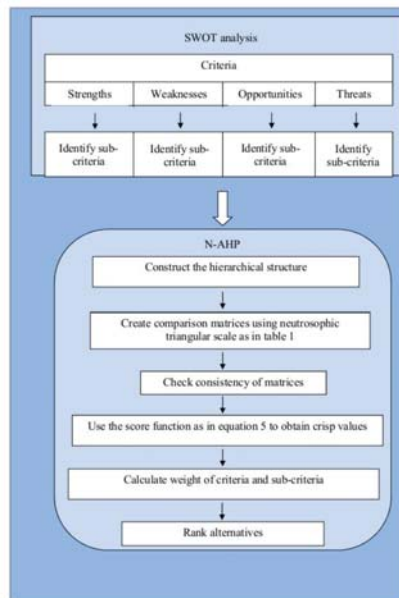 SWOT analysis
Criteria
Strengths Weaknesses Opportunities Threats
Identify sub- Identify sub- Identify sub- Identify
criteria criteria criteria sub-criteria
N-AHP
Construct the hierarchical structure
Create comparison matrices using neutrosophic
triangular scale as in table 1
Check consistency of matrices
Use the score function as in equation 5 to obtain crisp values
Calculate weight of criteria and sub-criteria
Rank alternatives